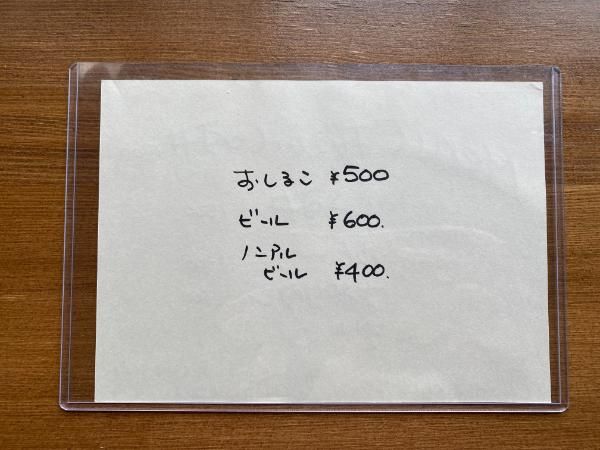 おしるこ ¥500
ビール ¥600.
ノンアル
ビール ¥400.